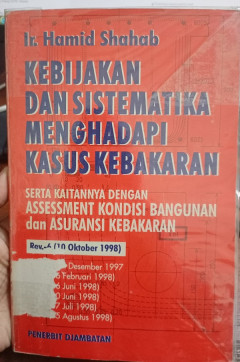 Ir. Hamid Shahab
KEBIJAKAN
DAN SISTEMATIKA
MENGHADAPI
KASUS KEBAKARAN
SERTA KAITANNYA DENGAN
ASSESSMENT KONDISI BANGUNAN
dan ASURANSI KEBAKARAN
(10 Oktober 1998)
Desember 1997
Februari 1998)
Juni 1998)
Juni 1998)
Juli 1998)
Agustus 1998)
PENERBIT DJAMBATAN